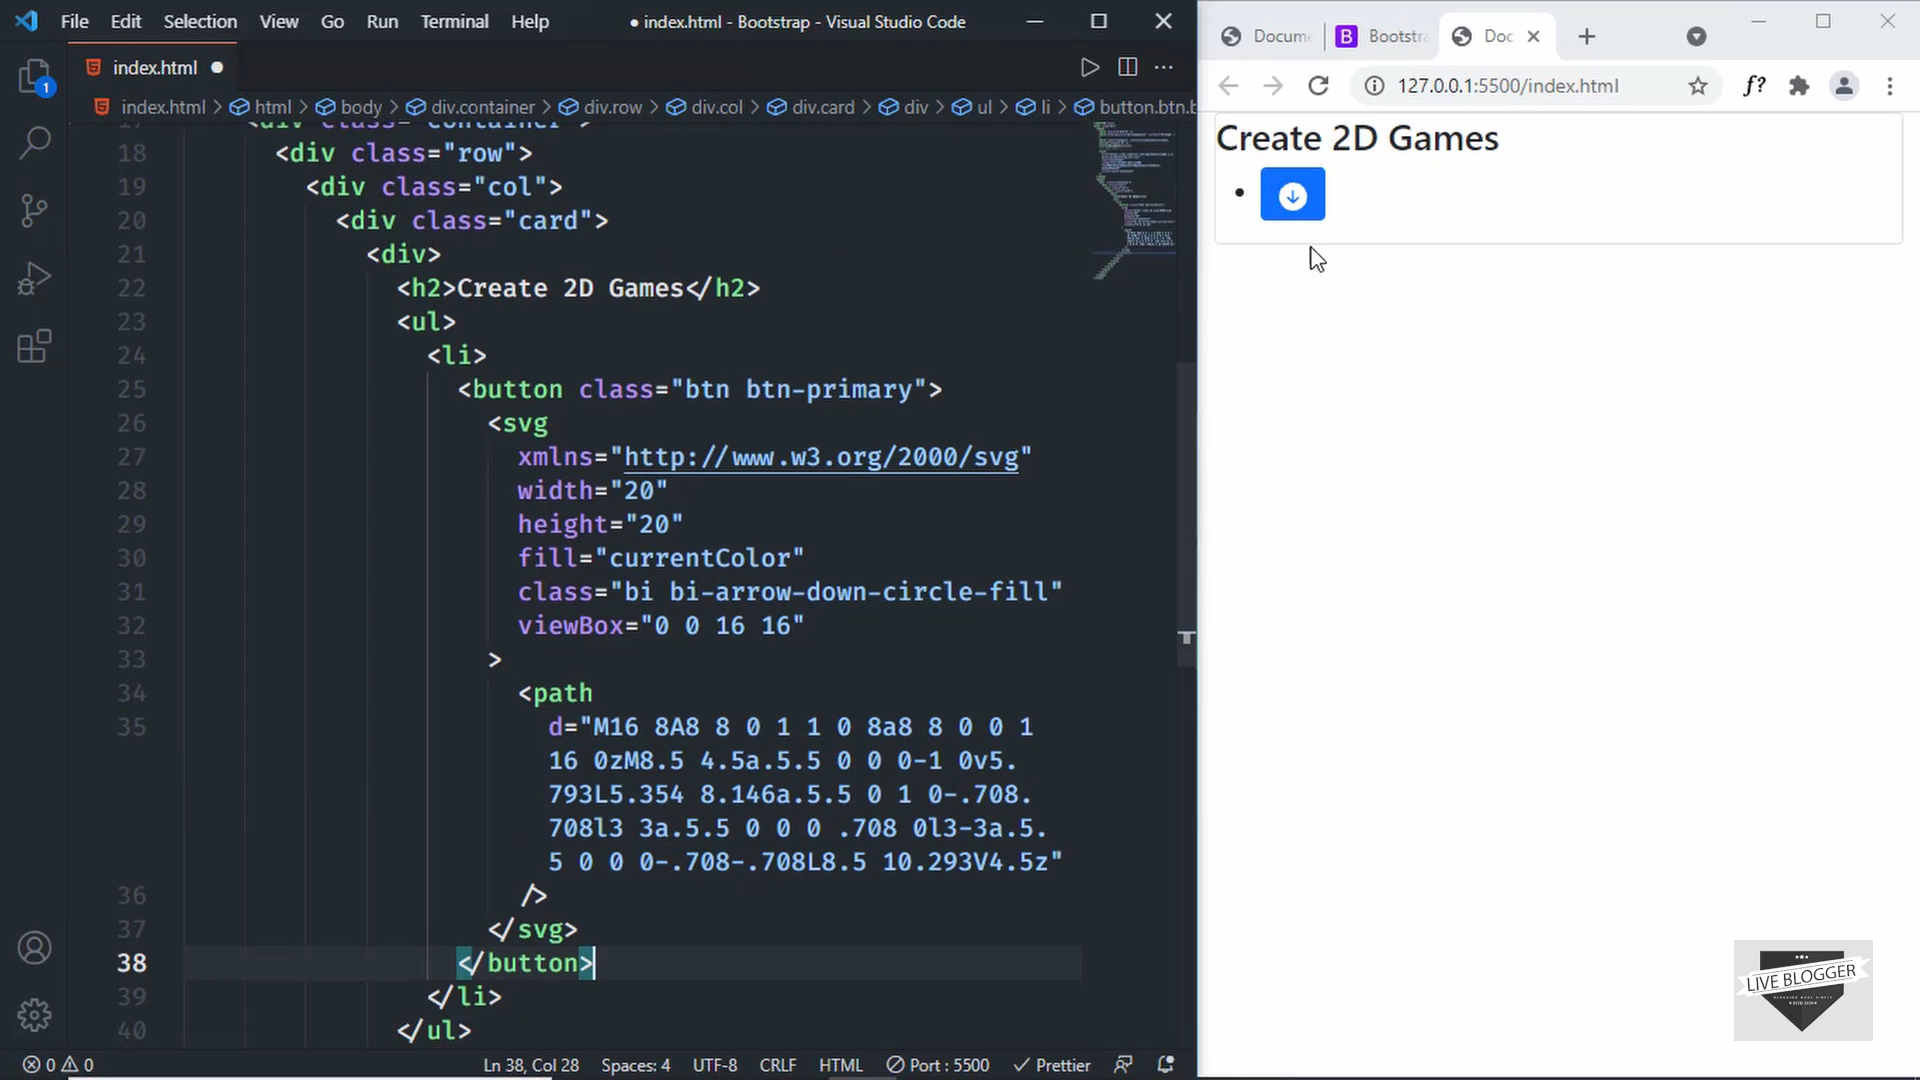 File Edit Selection View Go Run Terminal Help ● index.html - Bootstrap - Visual Studio Code
index.html ●
index.html > html > body > div.container > div.row > div.col > div.card > div > ul > li > button.btn.b
<div class="container">
18 <div class="row">
19 <div class="col">
20 <div class="card">
21 <div>
22 <h2>Create 2D Games</h2>
23 <ul>
24 <li>
25 <button class="btn btn-primary">
26 <svg
27 xmlns="http://www.w3.org/2000/svg"
28 width="20"
29 height="20"
30 fill="currentColor"
31 class="bi bi-arrow-down-circle-fill"
32 viewBox="0 0 16 16"
33 >
34 <path
35 d="M16 8A8 8 0 1 1 0 8a8 8 0 0 1
16 0zM8.5 4.5a.5.5 0 0 0-1 0v5.
793L5.354 8.146a.5.5 0 1 0-.708.
708l3 3a.5.5 0 0 0 .708 0l3-3a.5.
5 0 0 0-.708-.708L8.5 10.293V4.5z"
36 />
37 </svg>
38 </button>
39 </li>
40 </ul>
1
0 0 Ln 38, Col 28 Spaces: 4 UTF-8 CRLF HTML Port : 5500 Prettier
Docume Bootstra Doc
127.0.0.1:5500/index.html f?
Create 2D Games
LIVE BLOGGER